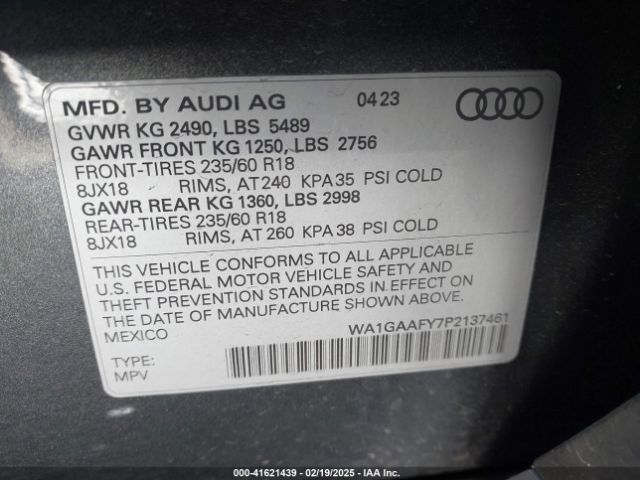 MFD. BY AUDI AG 04 23
GVWR KG 2490, LBS 5489
GAWR FRONT KG 1250, LBS 2756
FRONT-TIRES 235/60 R18
8JX18 RIMS, AT 240 KPA 35 PSI COLD
GAWR REAR KG 1360, LBS 2998
REAR-TIRES 235/60 R18
8JX18 RIMS, AT 260 KPA 38 PSI COLD
THIS VEHICLE CONFORMS TO ALL APPLICABLE
U.S. FEDERAL MOTOR VEHICLE SAFETY AND
THEFT PREVENTION STANDARDS IN EFFECT ON
THE DATE OF MANUFACTURE SHOWN ABOVE.
MEXICO WA1GAAFY7P2137461
TYPE:
MPV
000-41621439 - 02/19/2025 - IAA Inc.